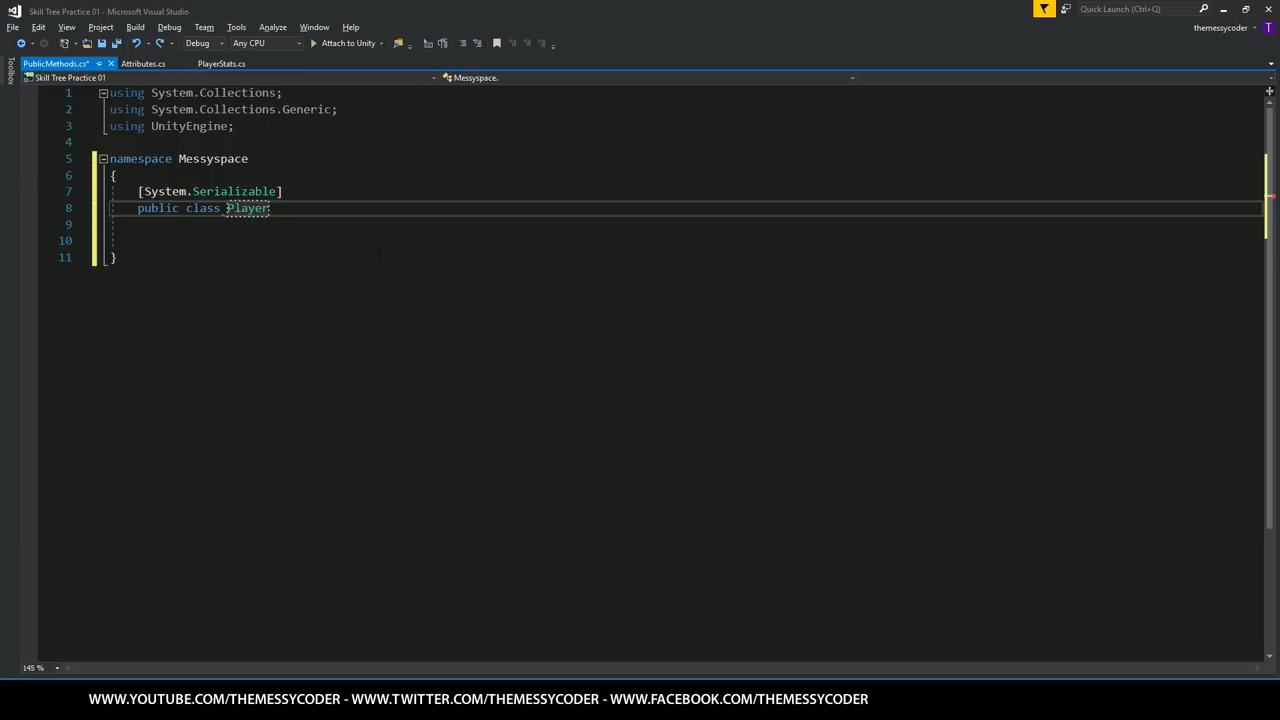 Skill Tree Practice 01 - Microsoft Visual Studio
Quick Launch (Ctrl+Q)
File Edit View Project Build Debug Team Tools Analyze Window Help
themessycoder T
Debug Any CPU Attach to Unity
Toolbox
PublicMethods.cs* Attributes.cs PlayerStats.cs
Skill Tree Practice 01 Messyspace.
1 using System.Collections;
2 using System.Collections.Generic;
3 using UnityEngine;
4
5 namespace Messyspace
6 {
7 [System.Serializable]
8 public class Player
9
10
11 }
145 %
WWW.YOUTUBE.COM/THEMESSYCODER - WWW.TWITTER.COM/THEMESSYCODER - WWW.FACEBOOK.COM/THEMESSYCODER